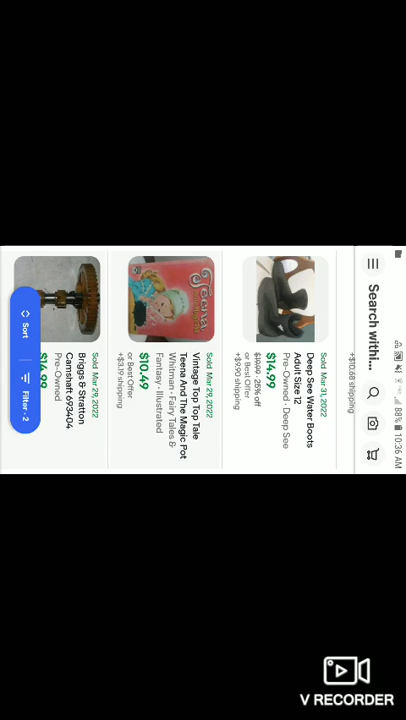 88% 10:36 AM
Search withi...
+$10.68 shipping
Sold Mar 31, 2022
Deep See Water Boots
Adult Size 12
Pre-Owned · Deep See
$14.99
$19.99 · 25% off
or Best Offer
+$9.90 shipping
Teena
Sold Mar 29, 2022
Vintage Top Top Tale
Teena And The Magic Pot
Whitman · Fairy Tales &
Fantasy · Illustrated
$10.49
or Best Offer
+$3.19 shipping
Sold Mar 29, 2022
Briggs & Stratton
Camshaft 693404
Pre-Owned
$14.99
Sort
Filter · 2
V RECORDER